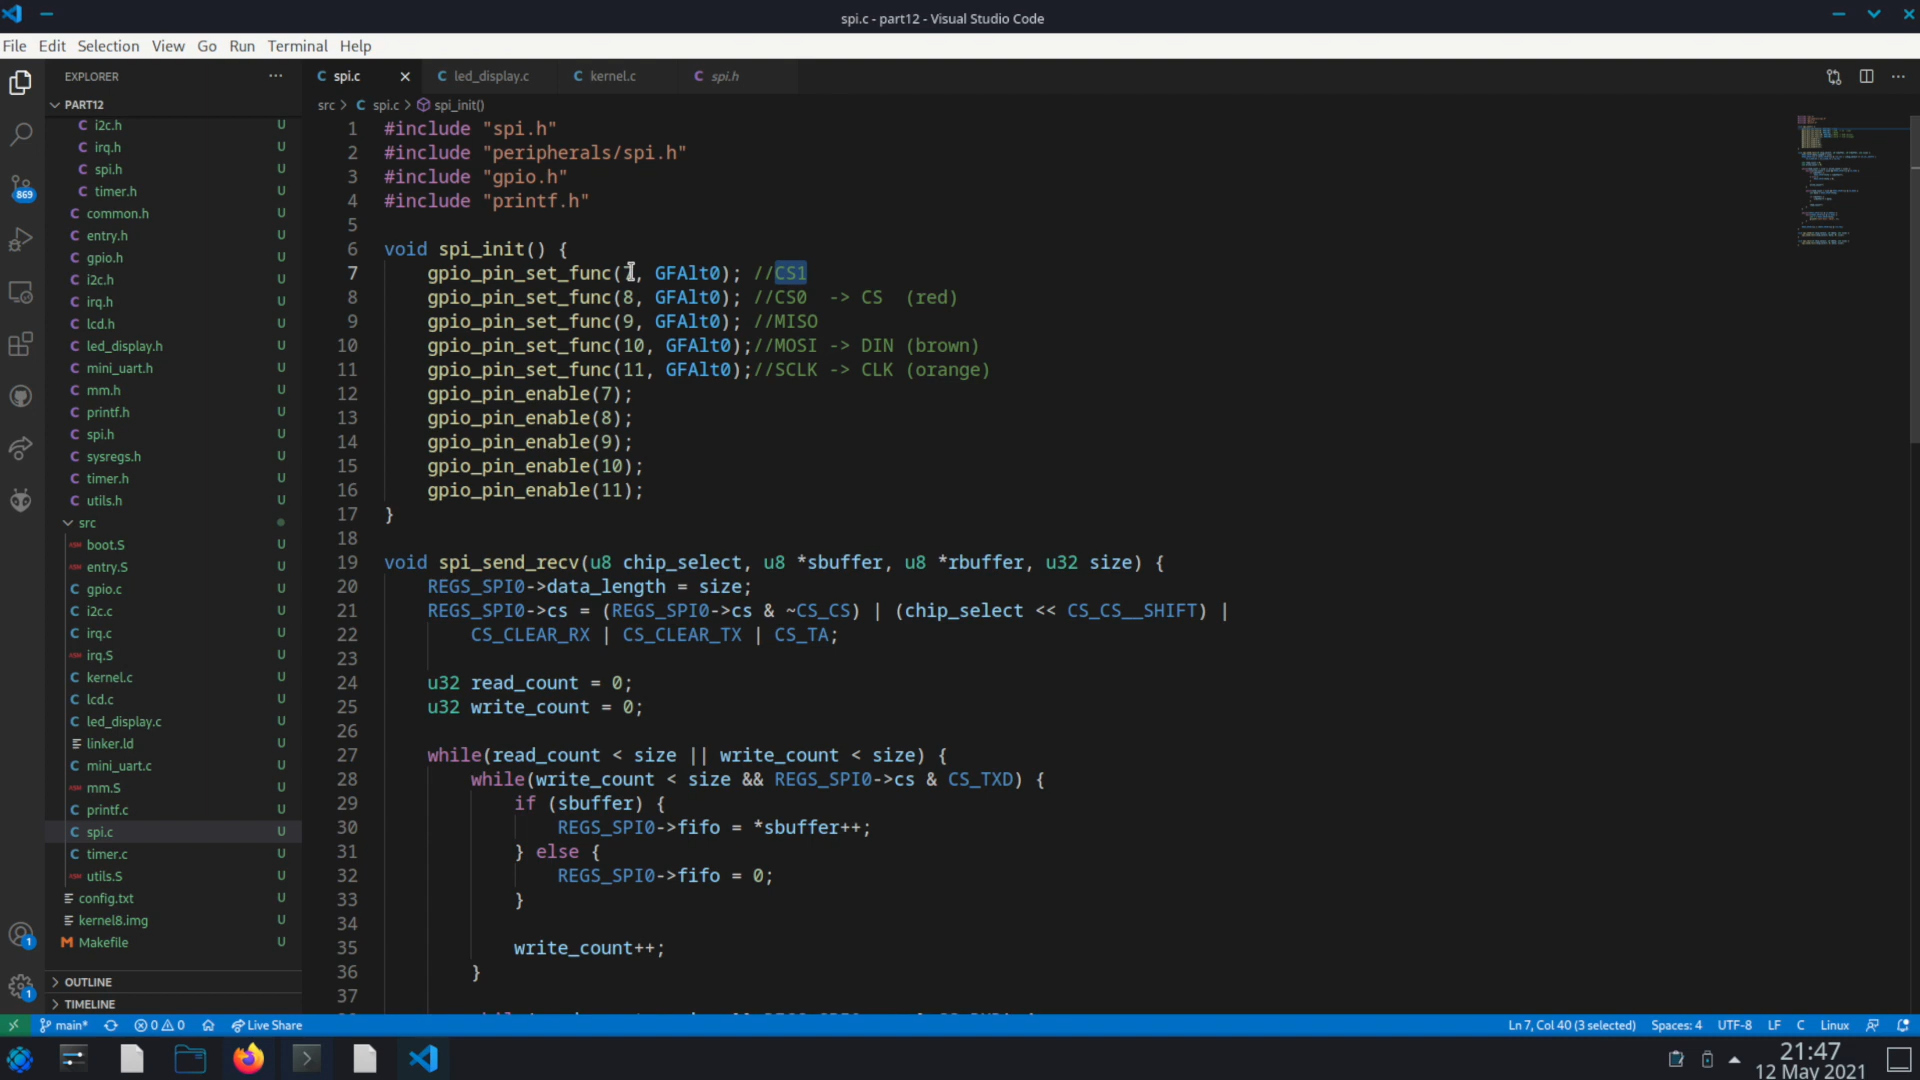 spi.c - part12 - Visual Studio Code
File Edit Selection View Go Run Terminal Help
EXPLORER
PART12
i2c.h U
irq.h U
spi.h U
timer.h U
common.h U
entry.h U
gpio.h U
i2c.h U
irq.h U
lcd.h U
led_display.h U
mini_uart.h U
mm.h U
printf.h U
spi.h U
sysregs.h U
timer.h U
utils.h U
src
boot.S U
entry.S U
gpio.c U
i2c.c U
irq.c U
irq.S U
kernel.c U
lcd.c U
led_display.c U
linker.ld U
mini_uart.c U
mm.S U
printf.c U
spi.c U
timer.c U
utils.S U
config.txt U
kernel8.img U
Makefile U
OUTLINE
TIMELINE
869
1
1
spi.c led_display.c kernel.c spi.h
src > C spi.c > spi_init()
1 #include "spi.h"
2 #include "peripherals/spi.h"
3 #include "gpio.h"
4 #include "printf.h"
5
6 void spi_init() {
7 gpio_pin_set_func(7, GFAlt0); //CS1
8 gpio_pin_set_func(8, GFAlt0); //CS0 -> CS (red)
9 gpio_pin_set_func(9, GFAlt0); //MISO
10 gpio_pin_set_func(10, GFAlt0);//MOSI -> DIN (brown)
11 gpio_pin_set_func(11, GFAlt0);//SCLK -> CLK (orange)
12 gpio_pin_enable(7);
13 gpio_pin_enable(8);
14 gpio_pin_enable(9);
15 gpio_pin_enable(10);
16 gpio_pin_enable(11);
17 }
18
19 void spi_send_recv(u8 chip_select, u8 *sbuffer, u8 *rbuffer, u32 size) {
20 REGS_SPI0->data_length = size;
21 REGS_SPI0->cs = (REGS_SPI0->cs & ~CS_CS) | (chip_select << CS_CS__SHIFT) |
22 CS_CLEAR_RX | CS_CLEAR_TX | CS_TA;
23
24 u32 read_count = 0;
25 u32 write_count = 0;
26
27 while(read_count < size || write_count < size) {
28 while(write_count < size && REGS_SPI0->cs & CS_TXD) {
29 if (sbuffer) {
30 REGS_SPI0->fifo = *sbuffer++;
31 } else {
32 REGS_SPI0->fifo = 0;
33 }
34
35 write_count++;
36 }
37
main* 0 0 Live Share
Ln 7, Col 40 (3 selected) Spaces: 4 UTF-8 LF C Linux
21:47
12 May 2021